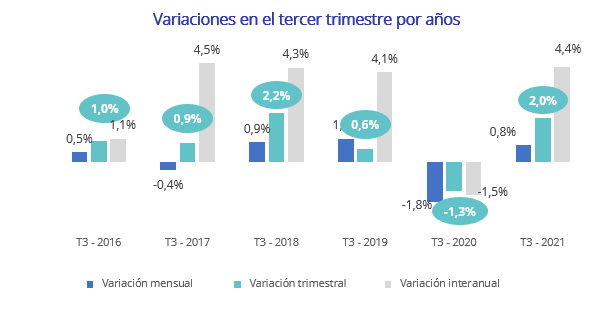 Variaciones en el tercer trimestre por años
4,5%
4,3%
4,1%
4,4%
1,0%
1,1%
0,5%
0,9%
-0,4%
2,2%
0,9%
0,6%
2,0%
0,8%
-1,8%
-1,3%
-1,5%
T3 - 2016
T3 - 2017
T3 - 2018
T3 - 2019
T3 - 2020
T3 - 2021
Variación mensual
Variación trimestral
Variación interanual